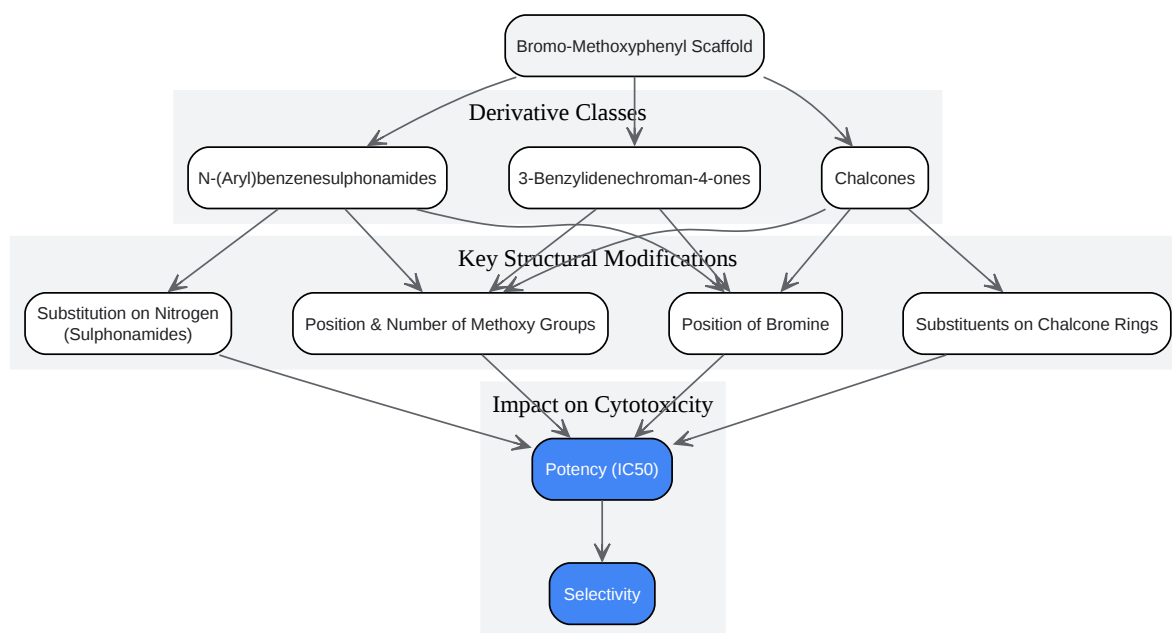 Bromo-Methoxyphenyl Scaffold
Derivative Classes
N-(Aryl)benzenesulphonamides
3-Benzylidenechroman-4-ones
Chalcones
Key Structural Modifications
Substitution on Nitrogen
(Sulphonamides)
Position & Number of Methoxy Groups
Position of Bromine
Substituents on Chalcone Rings
Impact on Cytotoxicity
Potency (IC50)
Selectivity